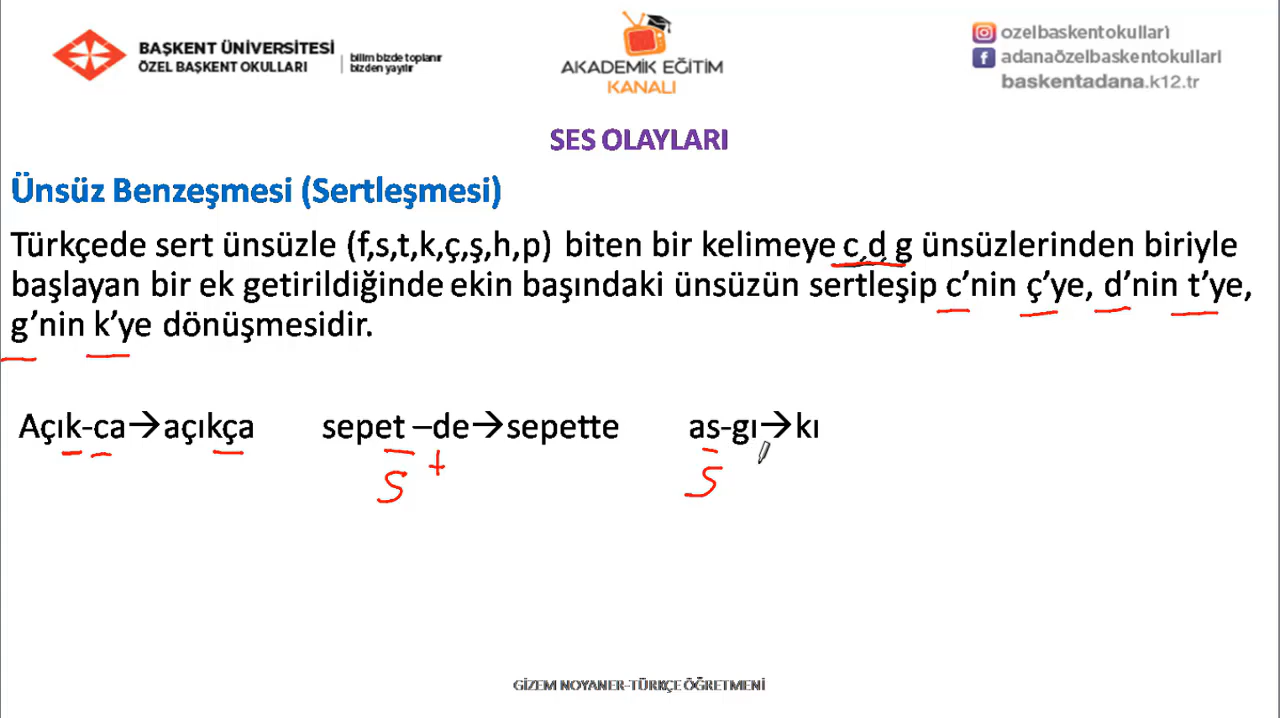 BAŞKENT ÜNİVERSİTESİ
ÖZEL BAŞKENT OKULLARI
bilim bizde toplanır
bizden yayılır
AKADEMİK EĞİTİM
KANALI
ozelbaskentokulları
adanaözelbaskentokulları
baskentadana.k12.tr
SES OLAYLARI
Ünsüz Benzeşmesi (Sertleşmesi)
Türkçede sert ünsüzle (f,s,t,k,ç,ş,h,p) biten bir kelimeye c,d, g ünsüzlerinden biriyle
başlayan bir ek getirildiğinde ekin başındaki ünsüzün sertleşip c’nin ç’ye, d’nin t’ye,
g’nin k’ye dönüşmesidir.
Açık-ca→açıkça sepet –de→sepette as-gı→kı
S t S
GİZEM NOYANER-TÜRKÇE ÖĞRETMENİ